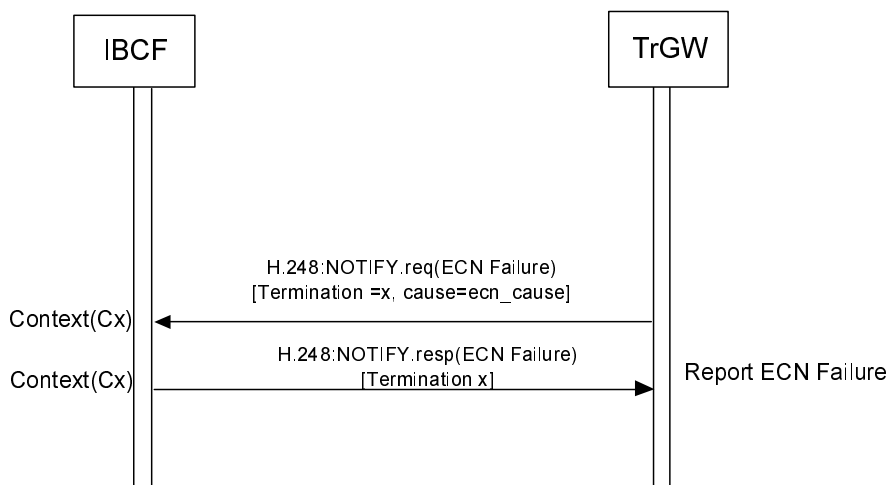 IBCF
TrGW
H.248:NOTIFY.req(ECN Failure)
[Termination =x, cause=ecn_cause]
Context(Cx)
H.248:NOTIFY.resp(ECN Failure)
[Termination x]
Context(Cx)
Report ECN Failure